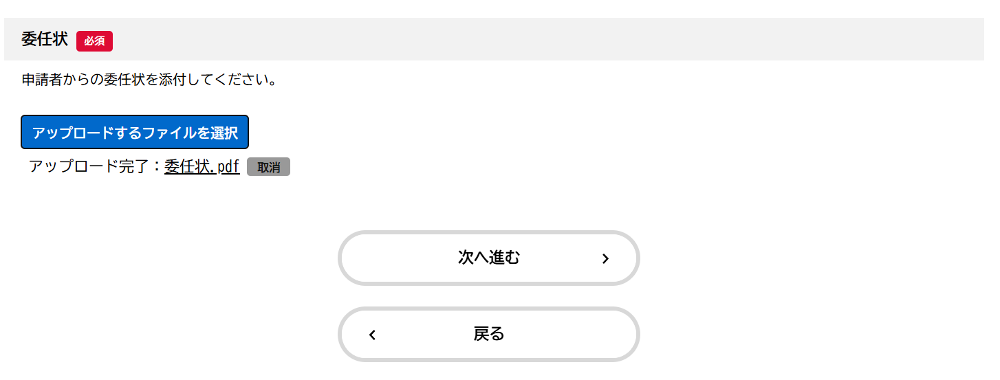 委任状 必須
申請者からの委任状を添付してください。
アップロードするファイルを選択
アップロード完了：委任状.pdf 取消
次へ進む
戻る